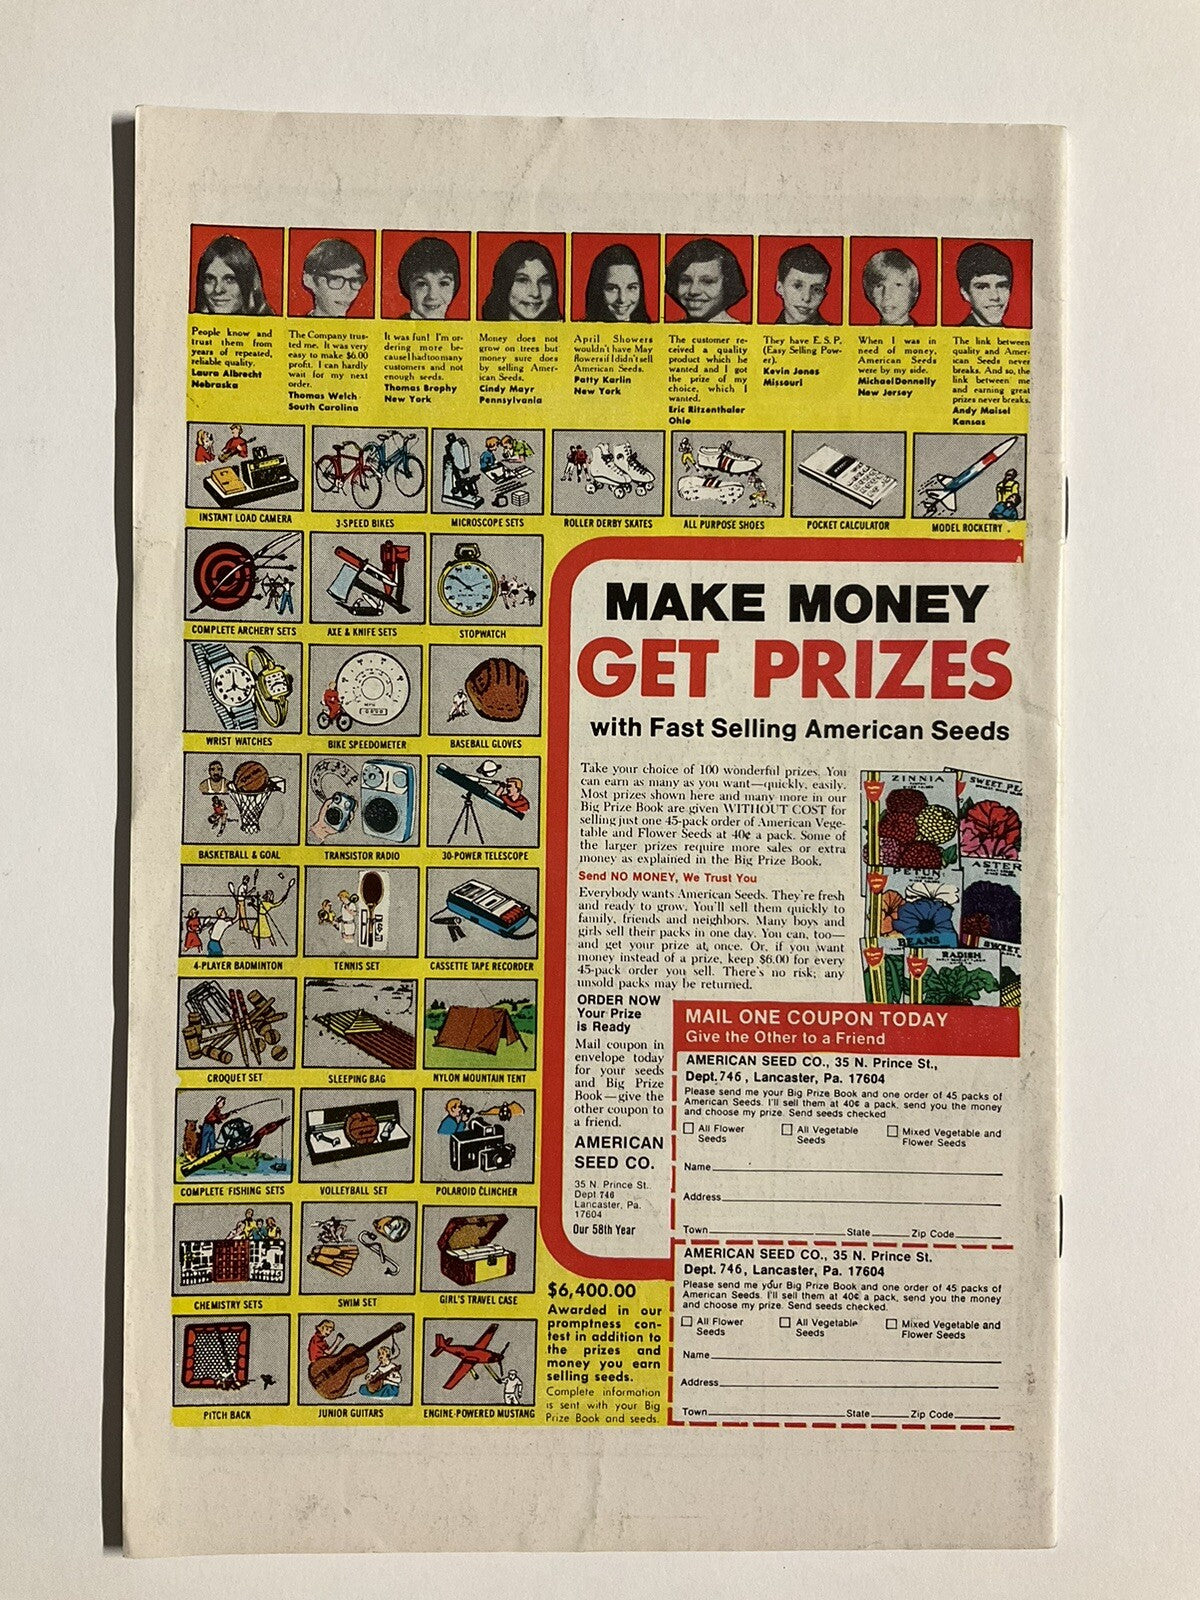 People know and
trust them from
years of repeated,
reliable quality.
Laura Albrecht
Nebraska
The Company trus-
ted me. It was very
easy to make $6.00
profit. I can hardly
wait for my next
order.
Thomas Welch
South Carolina
It was fun! I'm or-
dering more be-
cause I had too many
customers and not
enough seeds.
Thomas Brophy
New York
Money does not
grow on trees but
money sure does
by selling Amer-
ican Seeds.
Cindy Mayr
Pennsylvania
April Showers
wouldn't have May
flowers if I didn't sell
American Seeds.
Patty Karlin
New York
The customer re-
ceived a quality
product which he
wanted and I got
the prize of my
choice, which I
wanted.
Eric Ritzenthaler
Ohio
They have E.S.P.
(Easy Selling Pow-
er).
Kevin Jones
Missouri
When I was in
need of money,
American Seeds
were by my side.
Michael Donnelly
New Jersey
The link between
quality and Amer-
ican Seeds never
breaks. And so, the
link between me
and earning great
prizes never breaks.
Andy Maisel
Kansas
INSTANT LOAD CAMERA
3-SPEED BIKES
MICROSCOPE SETS
ROLLER DERBY SKATES
ALL PURPOSE SHOES
POCKET CALCULATOR
MODEL ROCKETRY
COMPLETE ARCHERY SETS
AXE & KNIFE SETS
STOPWATCH
WRIST WATCHES
BIKE SPEEDOMETER
BASEBALL GLOVES
BASKETBALL & GOAL
TRANSISTOR RADIO
30-POWER TELESCOPE
4-PLAYER BADMINTON
TENNIS SET
CASSETTE TAPE RECORDER
CROQUET SET
SLEEPING BAG
NYLON MOUNTAIN TENT
COMPLETE FISHING SETS
VOLLEYBALL SET
POLAROID CLINCHER
CHEMISTRY SETS
SWIM SET
GIRL'S TRAVEL CASE
PITCH BACK
JUNIOR GUITARS
ENGINE-POWERED MUSTANG
MAKE MONEY
GET PRIZES
with Fast Selling American Seeds
Take your choice of 100 wonderful prizes. You
can earn as many as you want—quickly, easily.
Most prizes shown here and many more in our
Big Prize Book are given WITHOUT COST for
selling just one 45-pack order of American Vege-
table and Flower Seeds at 40¢ a pack. Some of
the larger prizes require more sales or extra
money as explained in the Big Prize Book.
Send NO MONEY, We Trust You
Everybody wants American Seeds. They're fresh
and ready to grow. You'll sell them quickly to
family, friends and neighbors. Many boys and
girls sell their packs in one day. You can, too—
and get your prize at once. Or, if you want
money instead of a prize, keep $6.00 for every
45-pack order you sell. There's no risk; any
unsold packs may be returned.
ZINNIA
SWEET PE
PETUN
ASTER
BEANS
SWEET
RADISH
ORDER NOW
Your Prize
is Ready
Mail coupon in
envelope today
for your seeds
and Big Prize
Book—give the
other coupon to
a friend.
AMERICAN
SEED CO.
35 N. Prince St.
Dept 746
Lancaster, Pa.
17604
Our 58th Year
MAIL ONE COUPON TODAY
Give the Other to a Friend
AMERICAN SEED CO., 35 N. Prince St.,
Dept. 746, Lancaster, Pa. 17604
Please send me your Big Prize Book and one order of 45 packs of
American Seeds. I'll sell them at 40¢ a pack, send you the money
and choose my prize. Send seeds checked
All Flower
Seeds
All Vegetable
Seeds
Mixed Vegetable and
Flower Seeds
Name
Address
Town State Zip Code
AMERICAN SEED CO., 35 N. Prince St.
Dept. 746, Lancaster, Pa. 17604
Please send me your Big Prize Book and one order of 45 packs of
American Seeds. I'll sell them at 40¢ a pack, send you the money
and choose my prize. Send seeds checked.
All Flower
Seeds
All Vegetable
Seeds
Mixed Vegetable and
Flower Seeds
Name
Address
Town State Zip Code
$6,400.00
Awarded in our
promptness con-
test in addition to
the prizes and
money you earn
selling seeds.
Complete information
is sent with your Big
Prize Book and seeds.